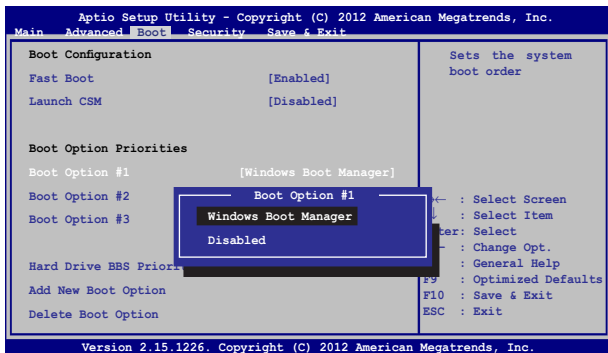 Aptio Setup Utility - Copyright (C) 2012 American Megatrends, Inc.
Main Advanced Boot Security Save & Exit
Boot Configuration
Fast Boot [Enabled]
Launch CSM [Disabled]
Boot Option Priorities
Boot Option #1 [Windows Boot Manager]
Boot Option #2
Boot Option #3
Hard Drive BBS
Add New Boot Option
Delete Boot Option
Boot Option #1
Windows Boot Manager
Disabled
Sets the system
boot order
← : Select Screen
: Select Item
: Select
: Change Opt.
: General Help
F9 : Optimized Defaults
F10 : Save & Exit
ESC : Exit
Version 2.15.1226. Copyright (C) 2012 American Megatrends, Inc.